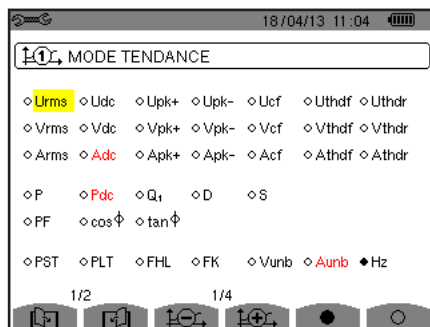 18/04/13 11:04
1 MODE TENDANCE
Urms Udc Upk+ Upk- Ucf Uthdf Uthdr
Vrms Vdc Vpk+ Vpk- Vcf Vthdf Vthdr
Arms Adc Apk+ Apk- Acf Athdf Athdr
P Pdc Q₁ D S
PF cosΦ tanΦ
PST PLT FHL FK Vunb Aunb Hz
1/2 1/4